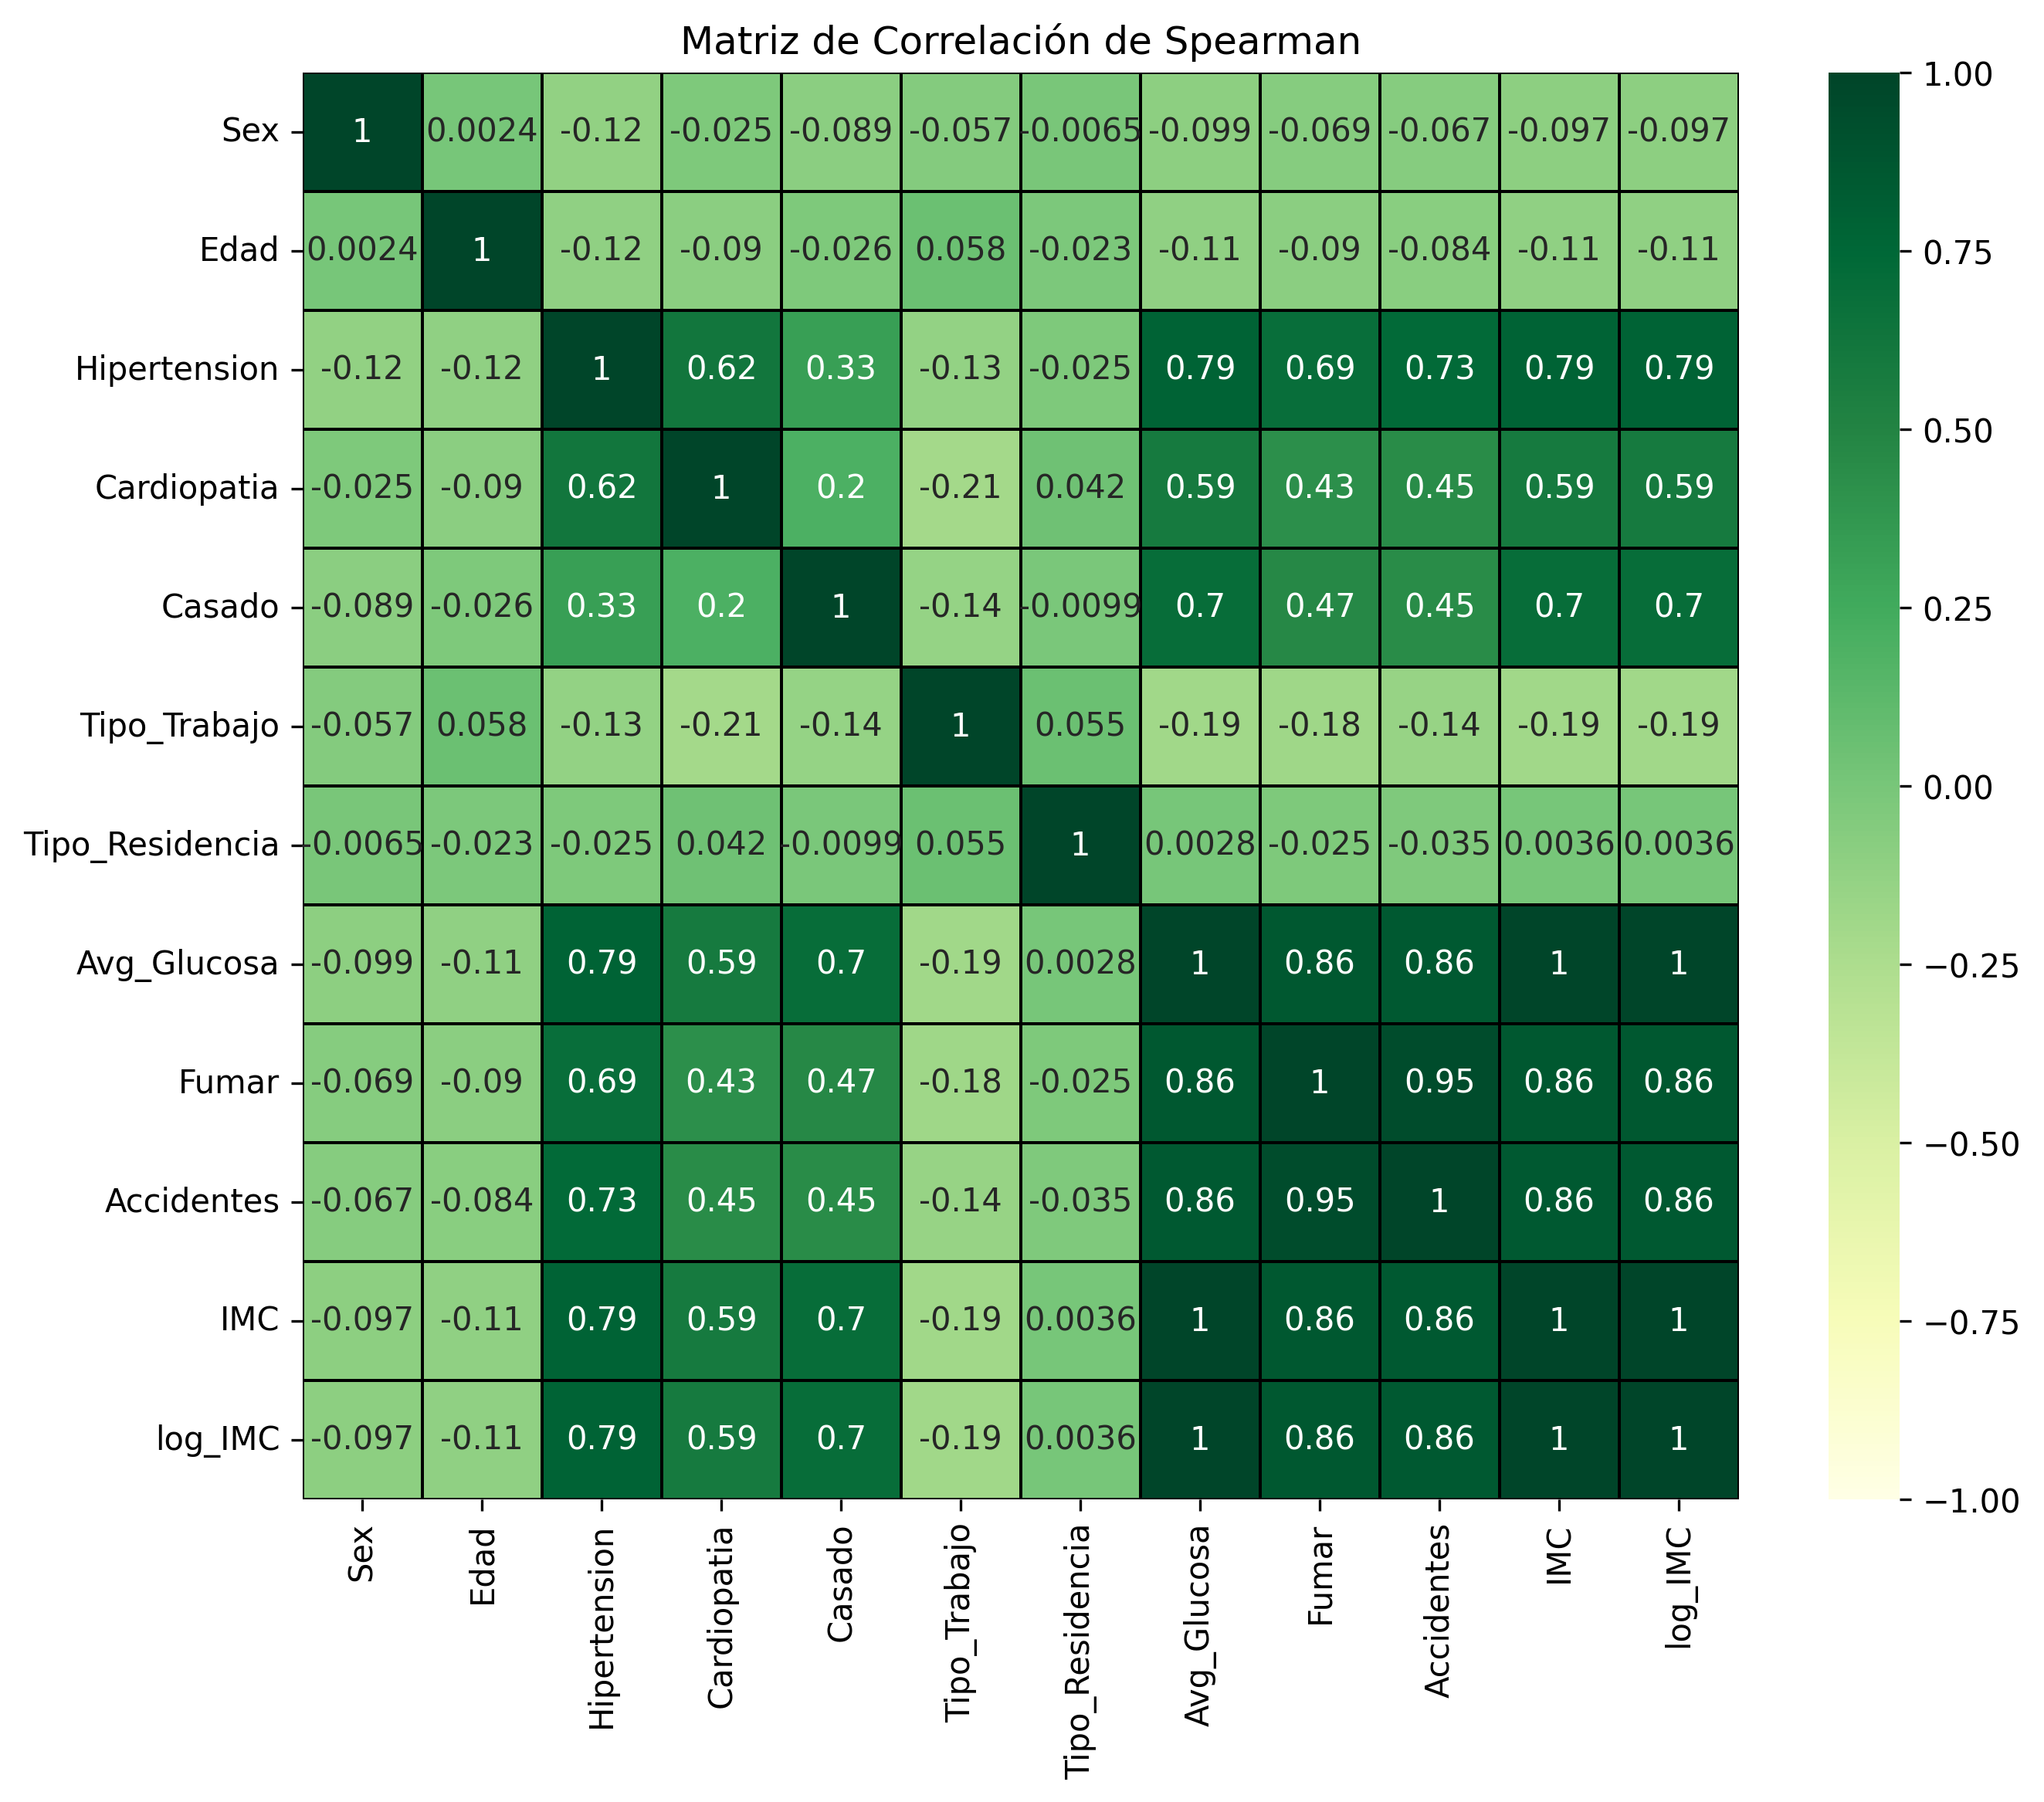 Matriz de Correlación de Spearman
Sex 1 0.0024 -0.12 -0.025 -0.089 -0.057 -0.0065 -0.099 -0.069 -0.067 -0.097 -0.097
Edad 0.0024 1 -0.12 -0.09 -0.026 0.058 -0.023 -0.11 -0.09 -0.084 -0.11 -0.11
Hipertension -0.12 -0.12 1 0.62 0.33 -0.13 -0.025 0.79 0.69 0.73 0.79 0.79
Cardiopatia -0.025 -0.09 0.62 1 0.2 -0.21 0.042 0.59 0.43 0.45 0.59 0.59
Casado -0.089 -0.026 0.33 0.2 1 -0.14 -0.0099 0.7 0.47 0.45 0.7 0.7
Tipo_Trabajo -0.057 0.058 -0.13 -0.21 -0.14 1 0.055 -0.19 -0.18 -0.14 -0.19 -0.19
Tipo_Residencia -0.0065 -0.023 -0.025 0.042 -0.0099 0.055 1 0.0028 -0.025 -0.035 0.0036 0.0036
Avg_Glucosa -0.099 -0.11 0.79 0.59 0.7 -0.19 0.0028 1 0.86 0.86 1 1
Fumar -0.069 -0.09 0.69 0.43 0.47 -0.18 -0.025 0.86 1 0.95 0.86 0.86
Accidentes -0.067 -0.084 0.73 0.45 0.45 -0.14 -0.035 0.86 0.95 1 0.86 0.86
IMC -0.097 -0.11 0.79 0.59 0.7 -0.19 0.0036 1 0.86 0.86 1 1
log_IMC -0.097 -0.11 0.79 0.59 0.7 -0.19 0.0036 1 0.86 0.86 1 1
Sex Edad Hipertension Cardiopatia Casado Tipo_Trabajo Tipo_Residencia Avg_Glucosa Fumar Accidentes IMC log_IMC
1.00
0.75
0.50
0.25
0.00
−0.25
−0.50
−0.75
−1.00